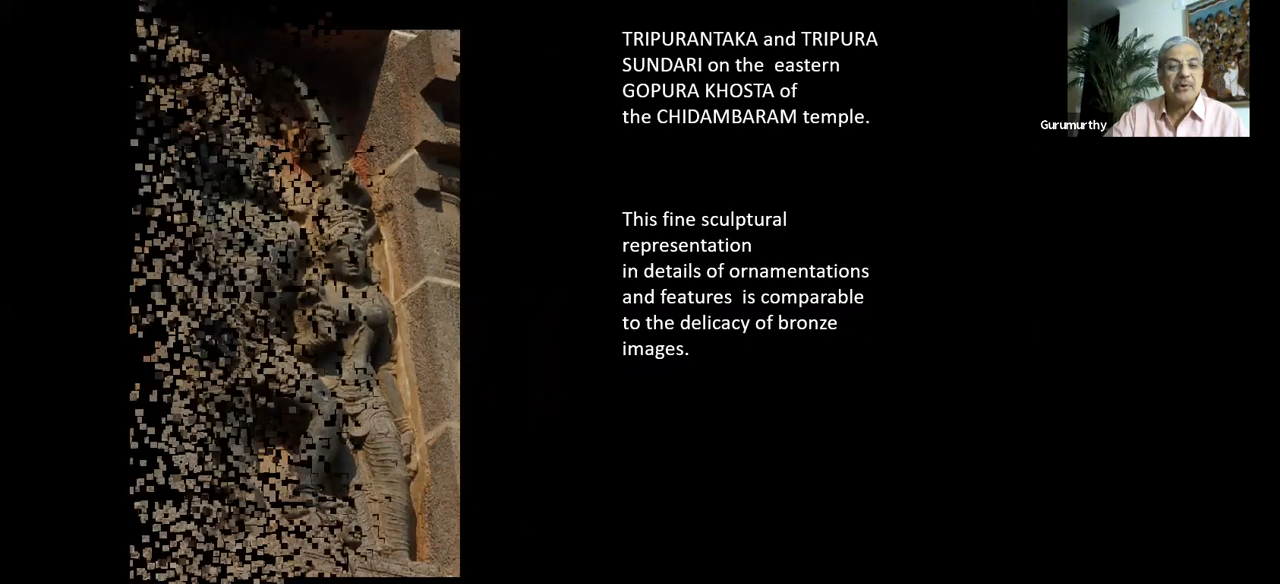 TRIPURANTAKA and TRIPURA
SUNDARI on the eastern
GOPURA KHOSTA of
the CHIDAMBARAM temple.
This fine sculptural
representation
in details of ornamentations
and features is comparable
to the delicacy of bronze
images.
Gurumurthy